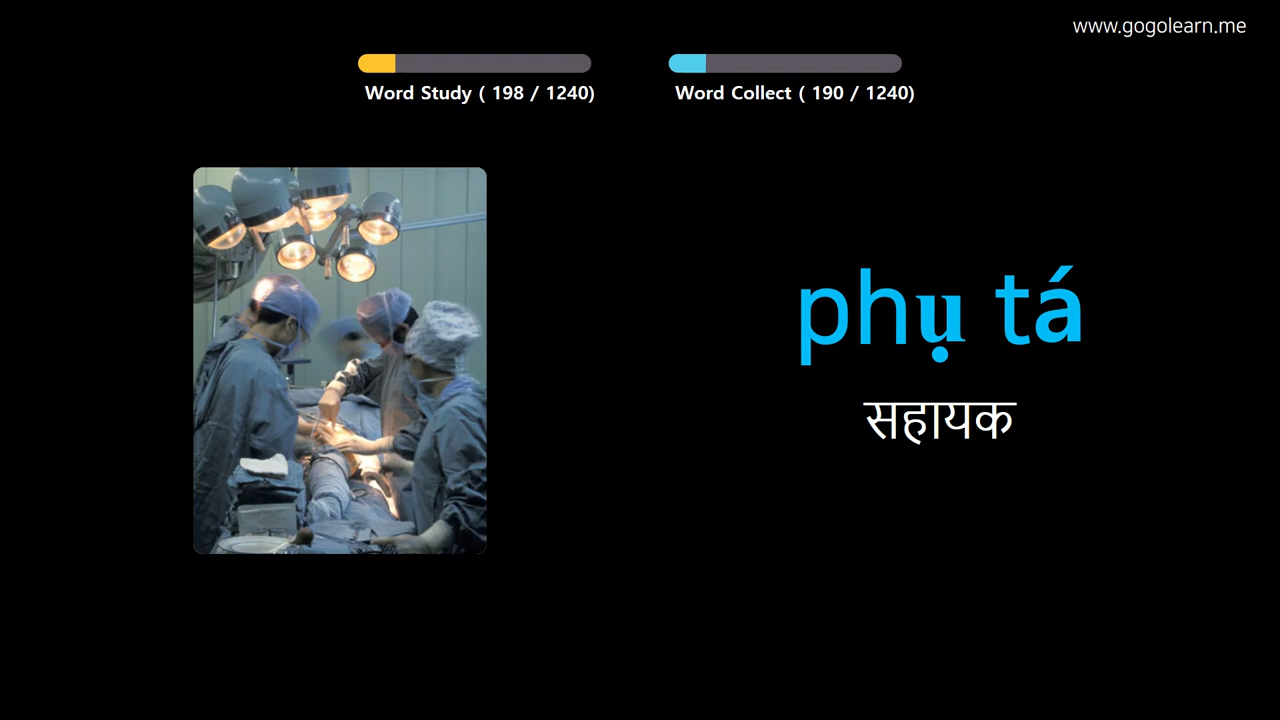 www.gogolearn.me
Word Study ( 198 / 1240)
Word Collect ( 190 / 1240)
phụ tá
सहायक